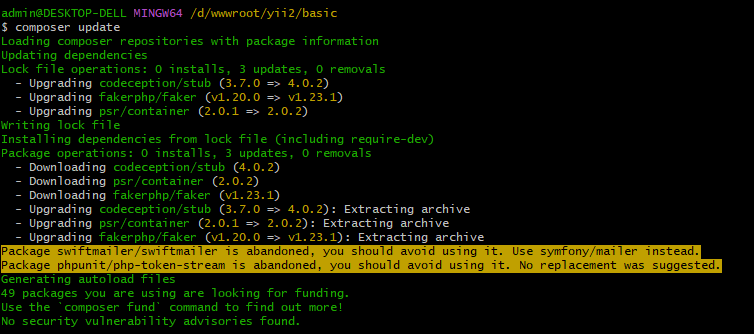 admin@DESKTOP-DELL MINGW64 /d/wwwroot/yii2/basic
$ composer update
Loading composer repositories with package information
Updating dependencies
Lock file operations: 0 installs, 3 updates, 0 removals
  - Upgrading codeception/stub (3.7.0 => 4.0.2)
  - Upgrading fakerphp/faker (v1.20.0 => v1.23.1)
  - Upgrading psr/container (2.0.1 => 2.0.2)
Writing lock file
Installing dependencies from lock file (including require-dev)
Package operations: 0 installs, 3 updates, 0 removals
  - Downloading codeception/stub (4.0.2)
  - Downloading psr/container (2.0.2)
  - Downloading fakerphp/faker (v1.23.1)
  - Upgrading codeception/stub (3.7.0 => 4.0.2): Extracting archive
  - Upgrading psr/container (2.0.1 => 2.0.2): Extracting archive
  - Upgrading fakerphp/faker (v1.20.0 => v1.23.1): Extracting archive
Package swiftmailer/swiftmailer is abandoned, you should avoid using it. Use symfony/mailer instead.
Package phpunit/php-token-stream is abandoned, you should avoid using it. No replacement was suggested.
Generating autoload files
49 packages you are using are looking for funding.
Use the `composer fund` command to find out more!
No security vulnerability advisories found.